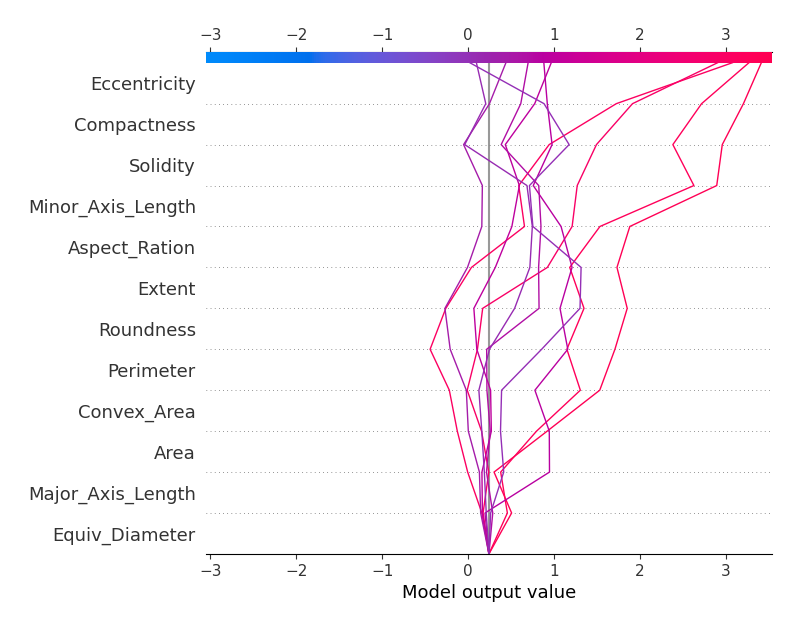 −3 −2 −1 0 1 2 3
Eccentricity
Compactness
Solidity
Minor_Axis_Length
Aspect_Ration
Extent
Roundness
Perimeter
Convex_Area
Area
Major_Axis_Length
Equiv_Diameter
−3 −2 −1 0 1 2 3
Model output value